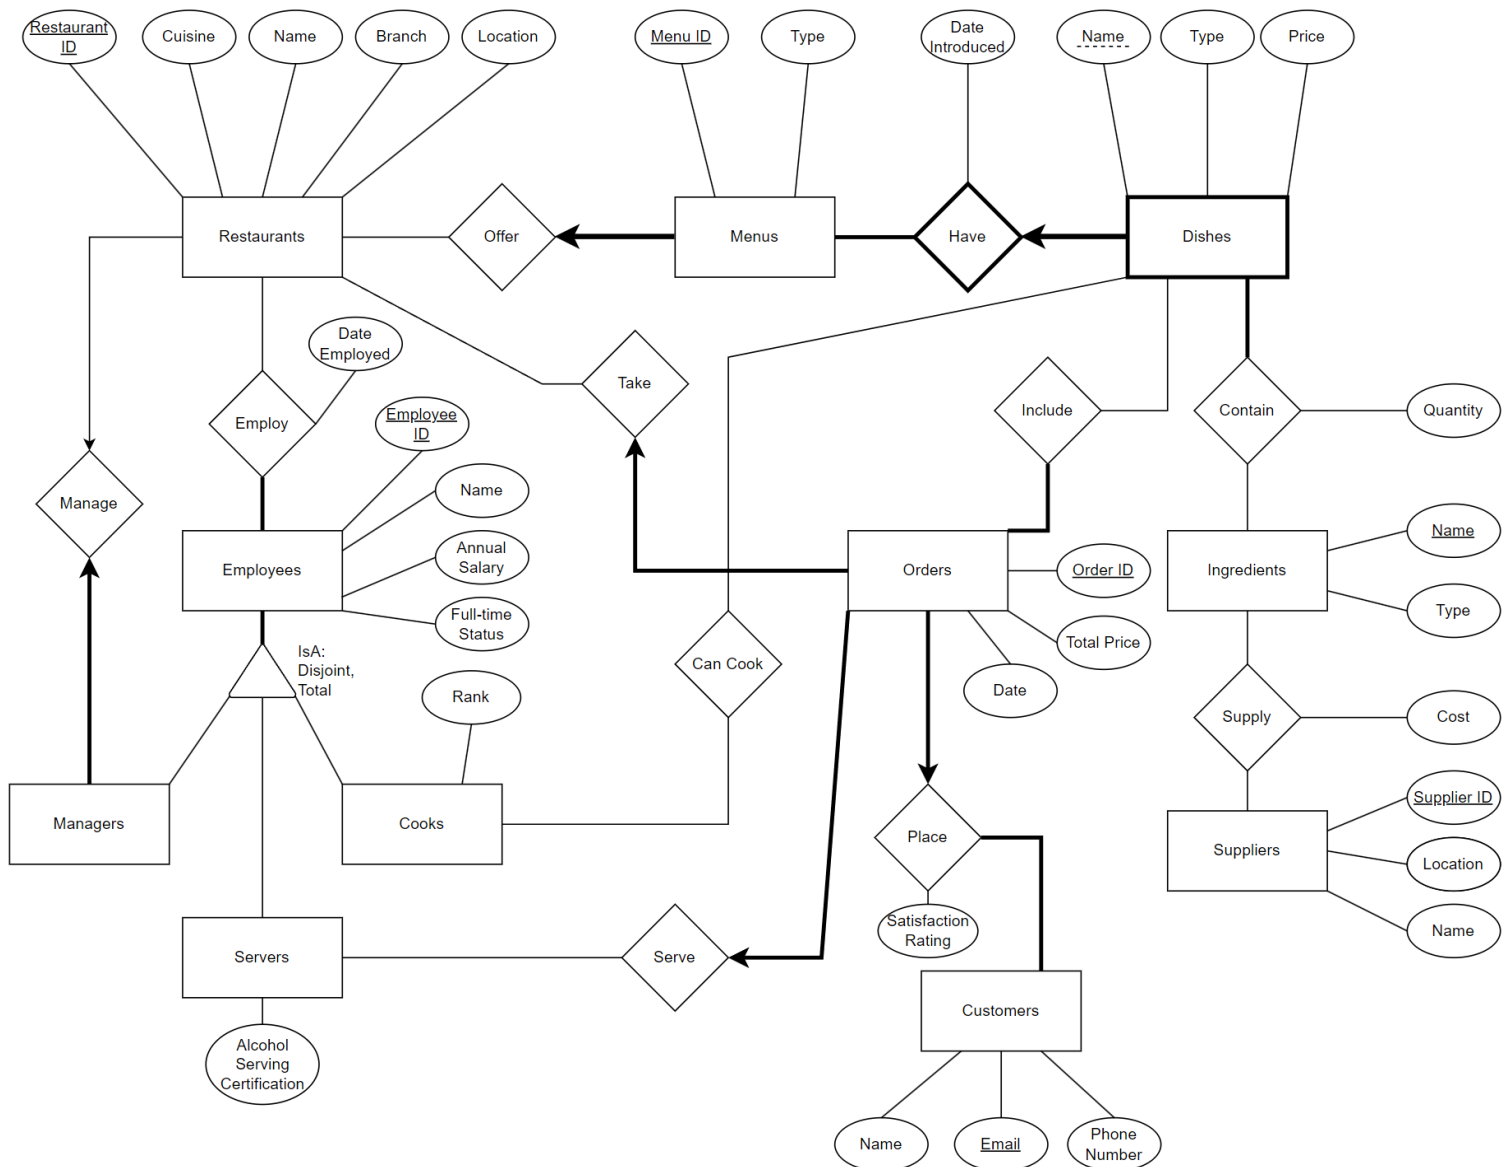 Restaurant
ID
Cuisine
Name
Branch
Location
Menu ID
Type
Date
Introduced
Name
Type
Price
Restaurants
Offer
Menus
Have
Dishes
Date
Employed
Take
Include
Contain
Quantity
Employ
Employee
ID
Manage
Name
Annual
Salary
Full-time
Status
Employees
Orders
Order ID
Total Price
Date
Ingredients
Name
Type
IsA:
Disjoint,
Total
Can Cook
Rank
Supply
Cost
Managers
Cooks
Place
Suppliers
Supplier ID
Location
Name
Satisfaction
Rating
Servers
Serve
Customers
Alcohol
Serving
Certification
Name
Email
Phone
Number